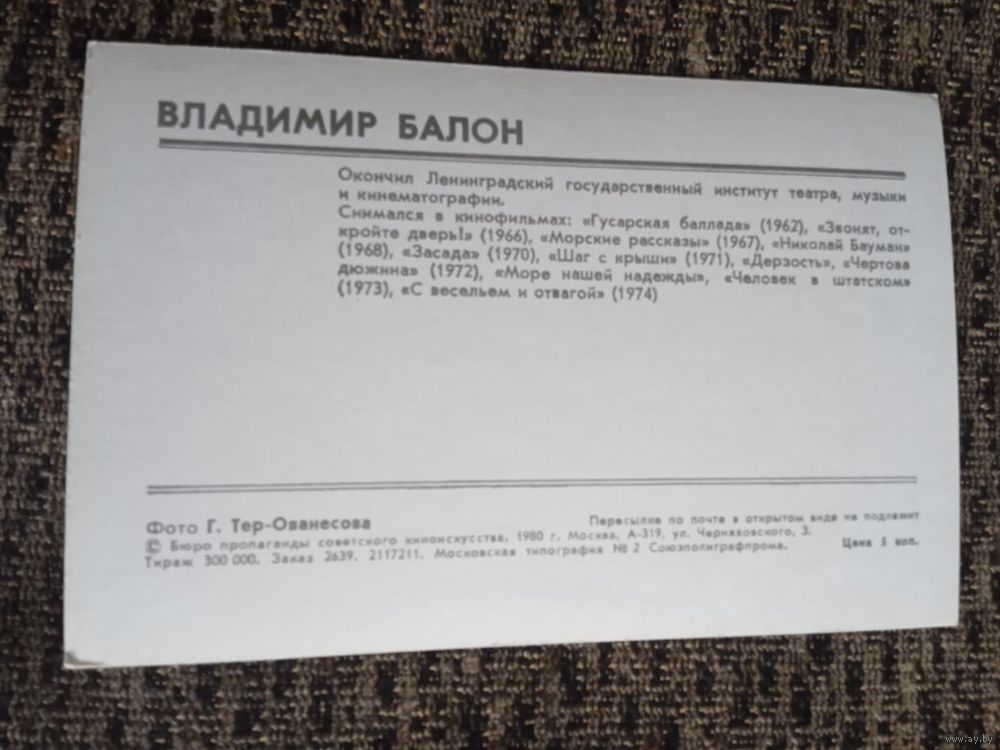 ВЛАДИМИР БАЛОН
Окончил Ленинградский государственный институт театра, музыки
и кинематографии.
Снимался в кинофильмах: «Гусарская баллада» (1962), «Звонят, от-
кройте дверь!» (1966), «Морские рассказы» (1967), «Николай Бауман»
(1968), «Засада» (1970), «Шаг с крыши» (1971), «Дерзость», «Чертова
дюжина» (1972), «Море нашей надежды», «Человек в штатском»
(1973), «С весельем и отвагой» (1974)
Фото Г. Тер-Ованесова
Пересылке по почте в открытом виде не подлежит
© Бюро пропаганды советского киноискусства. 1980 г. Москва, А-319, ул. Черняховского, 3.
Тираж 300 000. Заказ 2639. 2117211. Московская типография № 2 Союзполиграфпрома.
Цена 5 коп.
www.ay.by